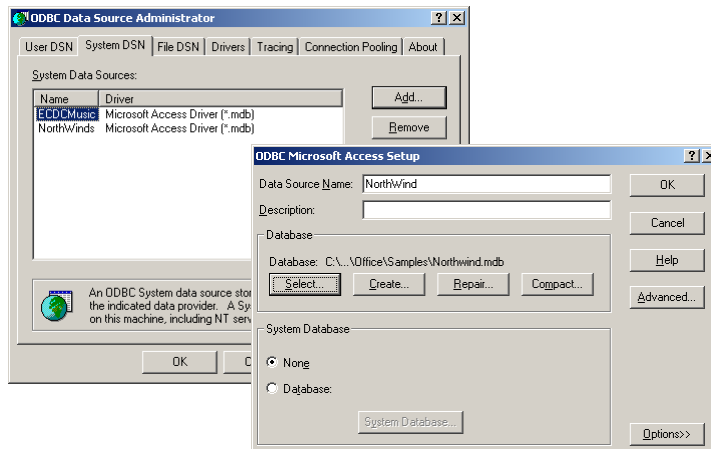 ODBC Data Source Administrator
User DSN System DSN File DSN Drivers Tracing Connection Pooling About
System Data Sources:
Name Driver
ECDCMusic Microsoft Access Driver (*.mdb)
NorthWinds Microsoft Access Driver (*.mdb)
Add...
Remove
An ODBC System data source stor
the indicated data provider. A Sy
on this machine, including NT serv
OK C
ODBC Microsoft Access Setup
Data Source Name: NorthWind
Description:
Database
Database: C:\...\Office\Samples\Northwind.mdb
Select... Create... Repair... Compact...
System Database
None
Database:
System Database...
OK
Cancel
Help
Advanced...
Options>>